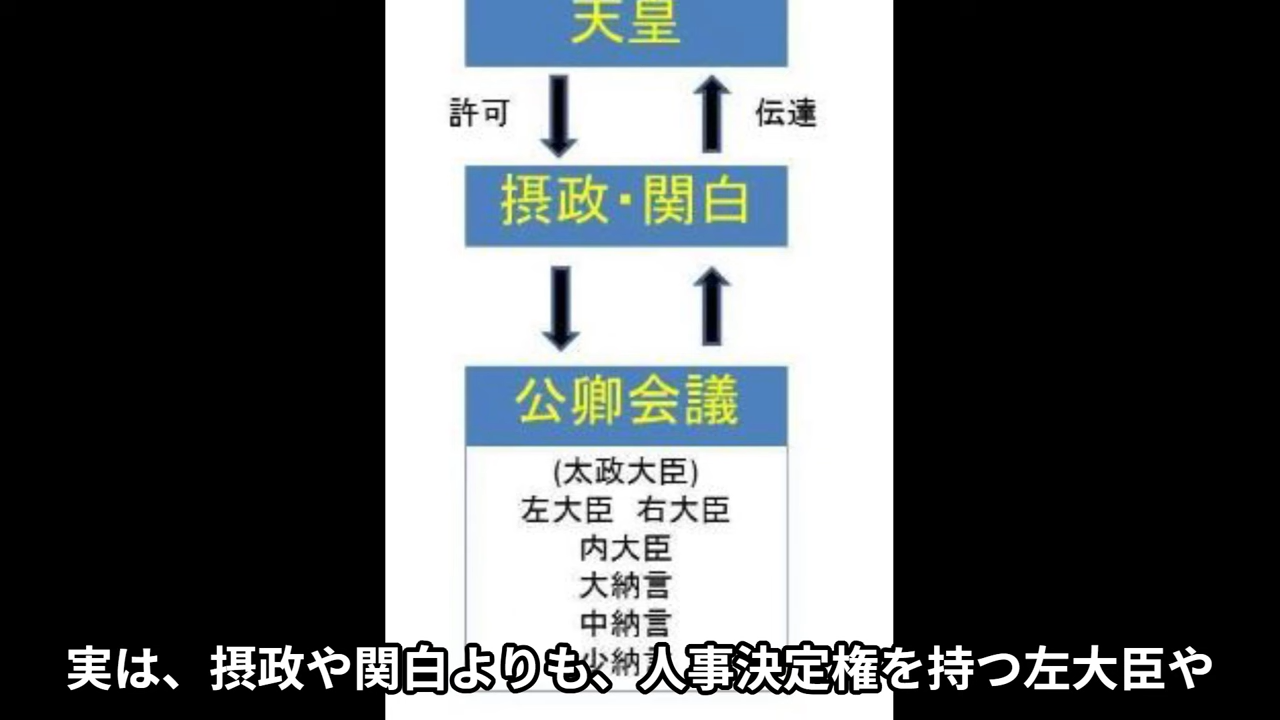 天皇
許可 伝達
摂政・関白
公卿会議
(太政大臣)
左大臣 右大臣
内大臣
大納言
中納言
少納
実は、摂政や関白よりも、人事決定権を持つ左大臣や